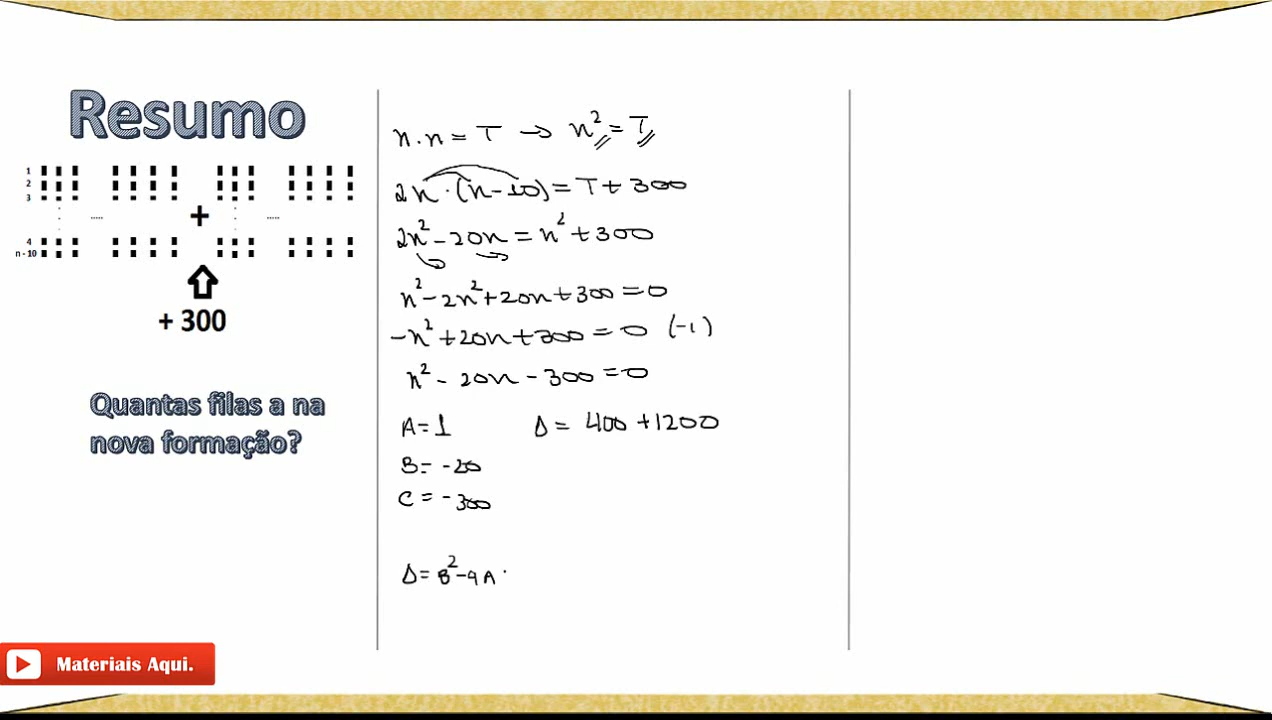 Resumo
1
2
3
.....
.....
+
4
n - 10
+ 300
Quantas filas a na
nova formação?
Materiais Aqui.
n·n = T → n² = T
2n·(n-10) = T + 300
2n² - 20n = n² + 300
n² - 2n² + 20n + 300 = 0
-n² + 20n + 300 = 0 (-1)
n² - 20n - 300 = 0
A = 1 Δ = 400 + 1200
B = -20
C = -300
Δ = B² - 4A·